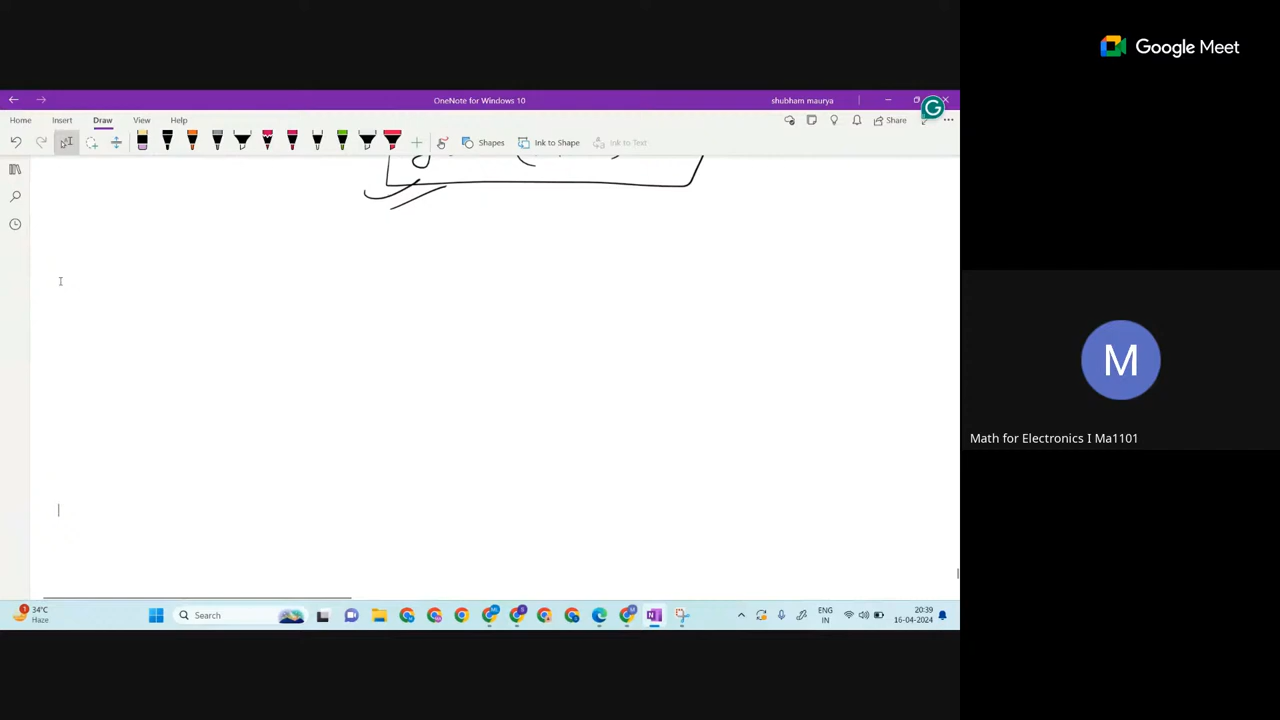 Google Meet
OneNote for Windows 10
shubham maurya
Home
Insert
Draw
View
Help
Share
Shapes
Ink to Shape
Ink to Text
M
Math for Electronics I Ma1101
1
34°C
Haze
Search
ENG
IN
20:39
16-04-2024